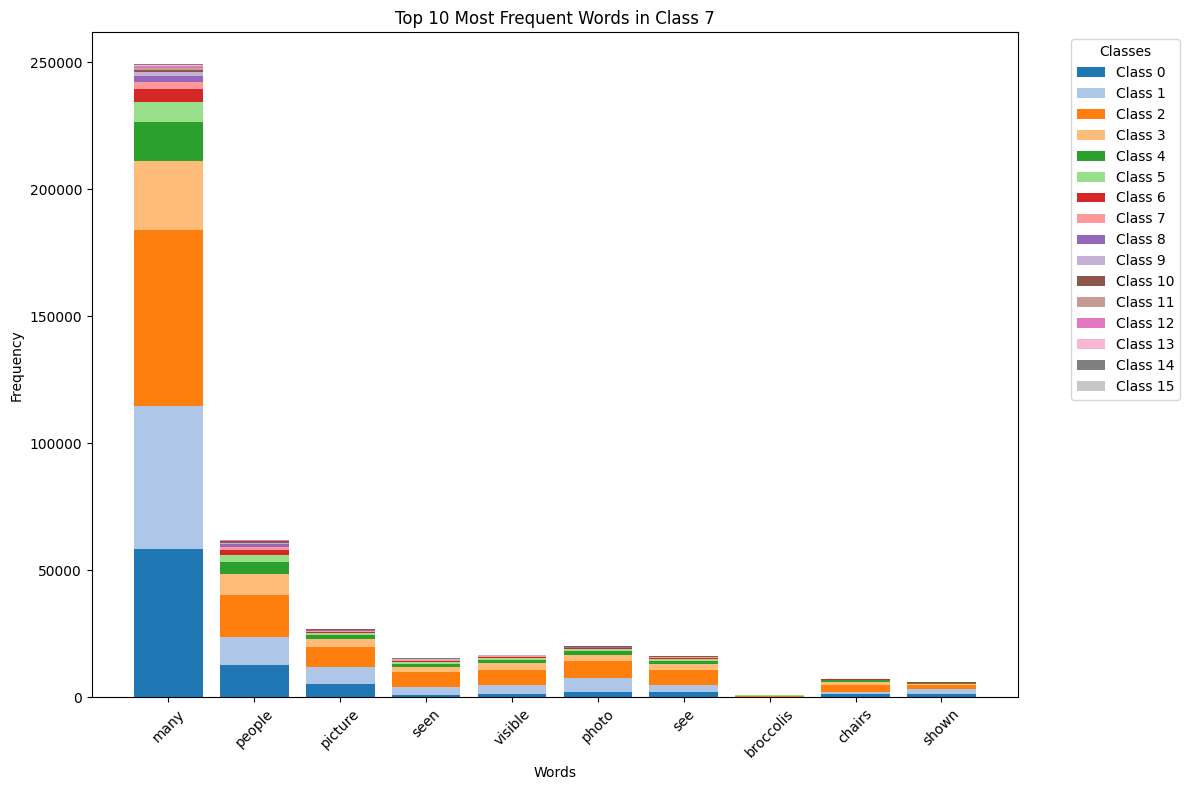 Top 10 Most Frequent Words in Class 7
Frequency
250000
200000
150000
100000
50000
0
many
people
picture
seen
visible
photo
see
broccolis
chairs
shown
Words
Classes
Class 0
Class 1
Class 2
Class 3
Class 4
Class 5
Class 6
Class 7
Class 8
Class 9
Class 10
Class 11
Class 12
Class 13
Class 14
Class 15